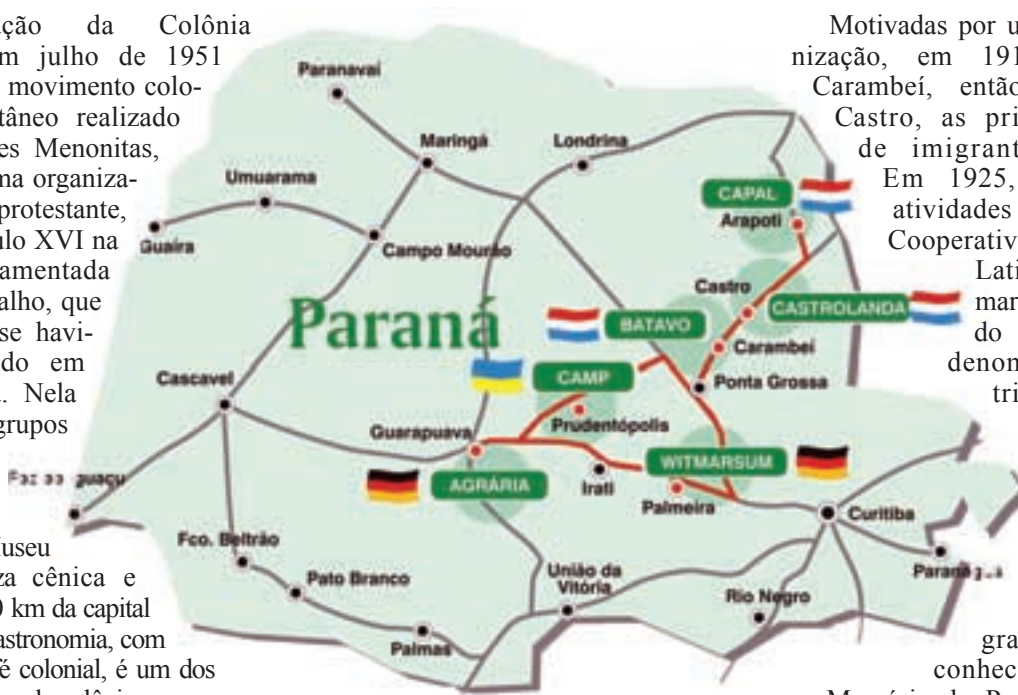 ção da Colônia
m julho de 1951
movimento colo-
tâneo realizado
es Menonitas,
ma organiza-
protestante,
ulo XVI na
amentada
alho, que
se havi-
do em
. Nela
grupos
Museu
za cênica e
0 km da capital
astronomia, com
é colonial, é um dos
Paranavaí
Maringá
Londrina
Umuarama
Guaíra
Campo Mourão
CAPAL
Arapoti
Castro
CASTROLANDA
Paraná
BATAVO
Carambeí
Ponta Grossa
Cascavel
CAMP
Prudentópolis
Guarapuava
AGRÁRIA
Irati
WITMARSUM
Palmeira
Curitiba
Fco. Beltrão
Pato Branco
União da
Vitória
Rio Negro
Palmas
Motivadas por u
nização, em 191
Carambeí, então
Castro, as pri
de imigrant
Em 1925,
atividades
Cooperativ
Lati
mar
do
denom
tri
gra
conhec